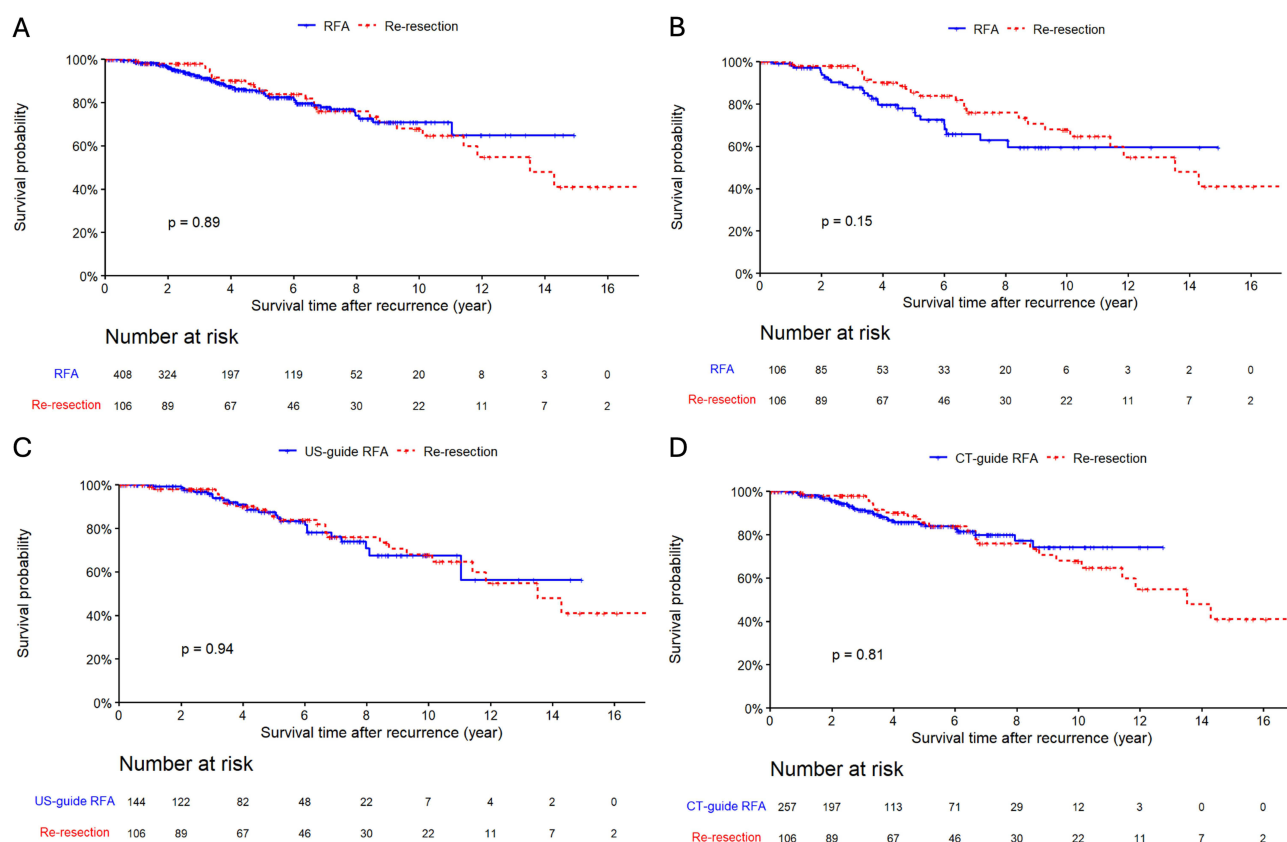 A
RFA Re-resection
Survival probability
100%
80%
60%
40%
20%
0%
p = 0.89
0 2 4 6 8 10 12 14 16
Survival time after recurrence (year)
Number at risk
RFA 408 324 197 119 52 20 8 3 0
Re-resection 106 89 67 46 30 22 11 7 2
B
RFA Re-resection
Survival probability
100%
80%
60%
40%
20%
0%
p = 0.15
0 2 4 6 8 10 12 14 16
Survival time after recurrence (year)
Number at risk
RFA 106 85 53 33 20 6 3 2 0
Re-resection 106 89 67 46 30 22 11 7 2
C
US-guide RFA Re-resection
Survival probability
100%
80%
60%
40%
20%
0%
p = 0.94
0 2 4 6 8 10 12 14 16
Survival time after recurrence (year)
Number at risk
US-guide RFA 144 122 82 48 22 7 4 2 0
Re-resection 106 89 67 46 30 22 11 7 2
D
CT-guide RFA Re-resection
Survival probability
100%
80%
60%
40%
20%
0%
p = 0.81
0 2 4 6 8 10 12 14 16
Survival time after recurrence (year)
Number at risk
CT-guide RFA 257 197 113 71 29 12 3 0 0
Re-resection 106 89 67 46 30 22 11 7 2